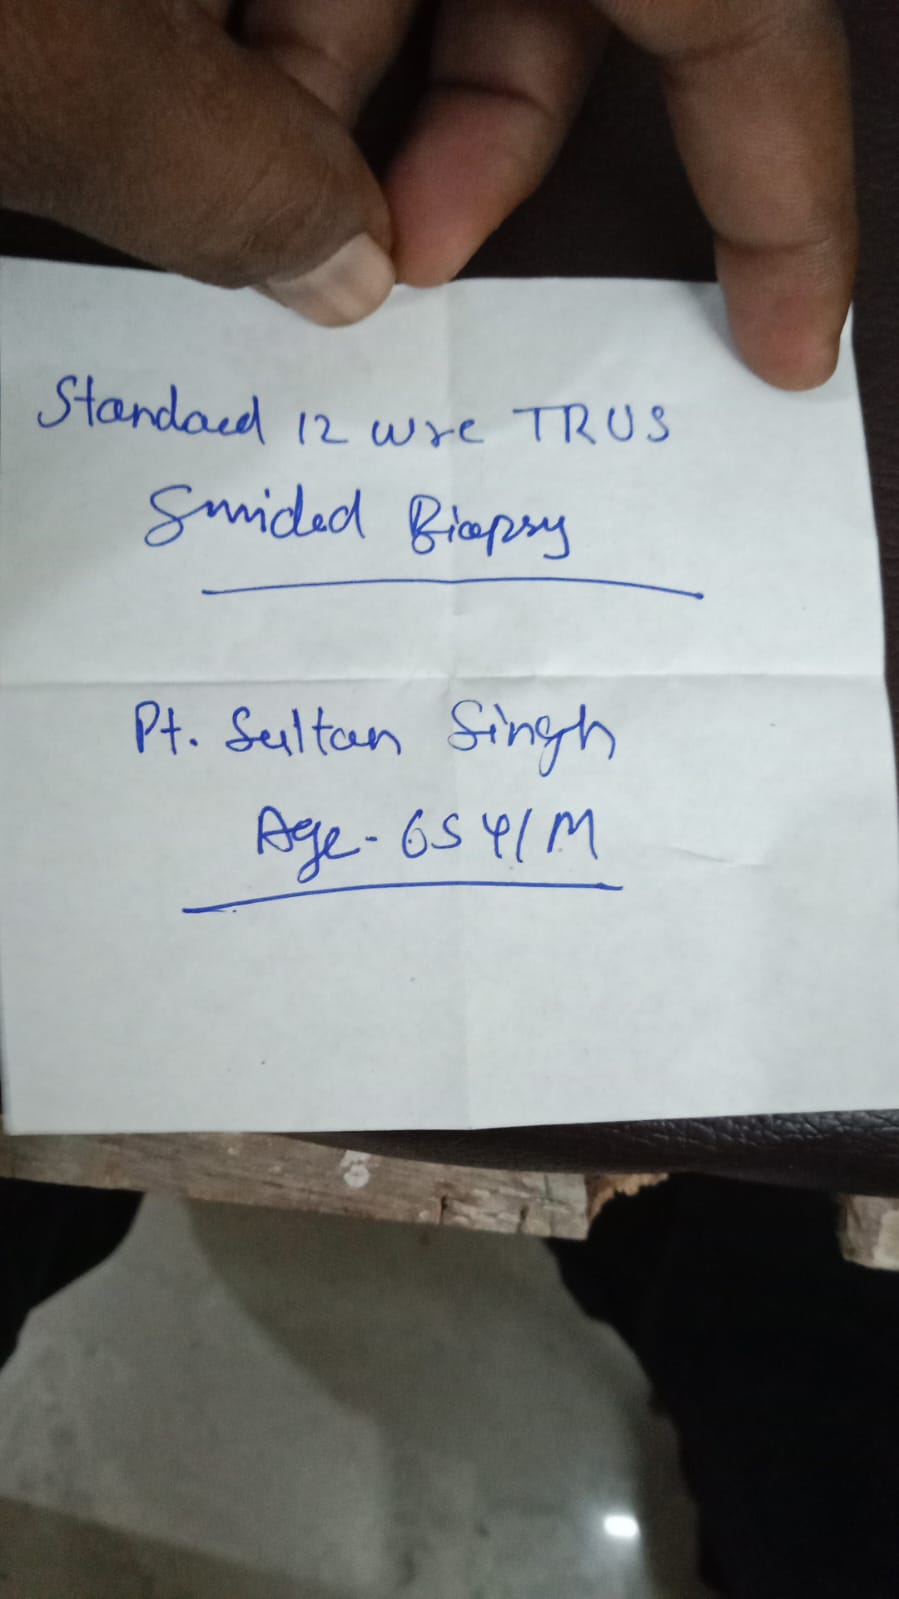 Standard 12 core TRUS
Guided Biopsy
Pt. Sultan Singh
Age - 65 Y/M